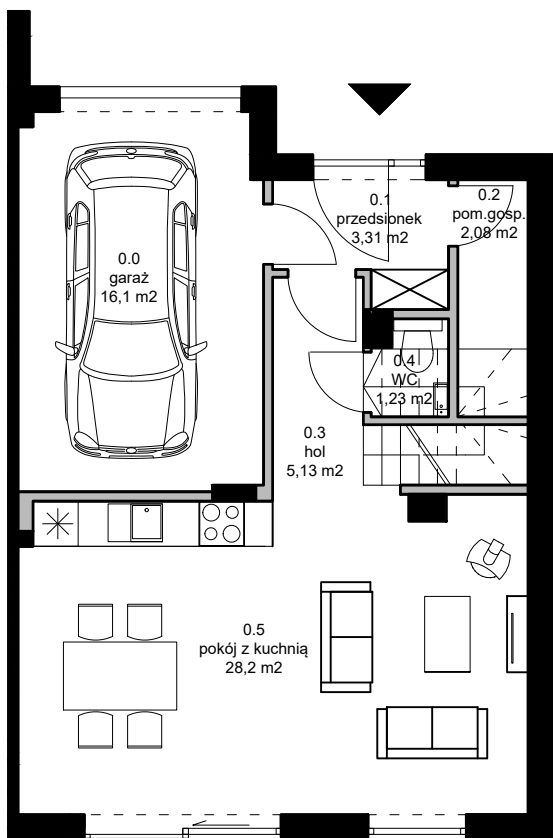 0.1
przedsionek
3,31 m2
0.2
pom.gosp.
2,08 m2
0.0
garaż
16,1 m2
0.4
WC
1,23 m2
0.3
hol
5,13 m2
0.5
pokój z kuchnią
28,2 m2